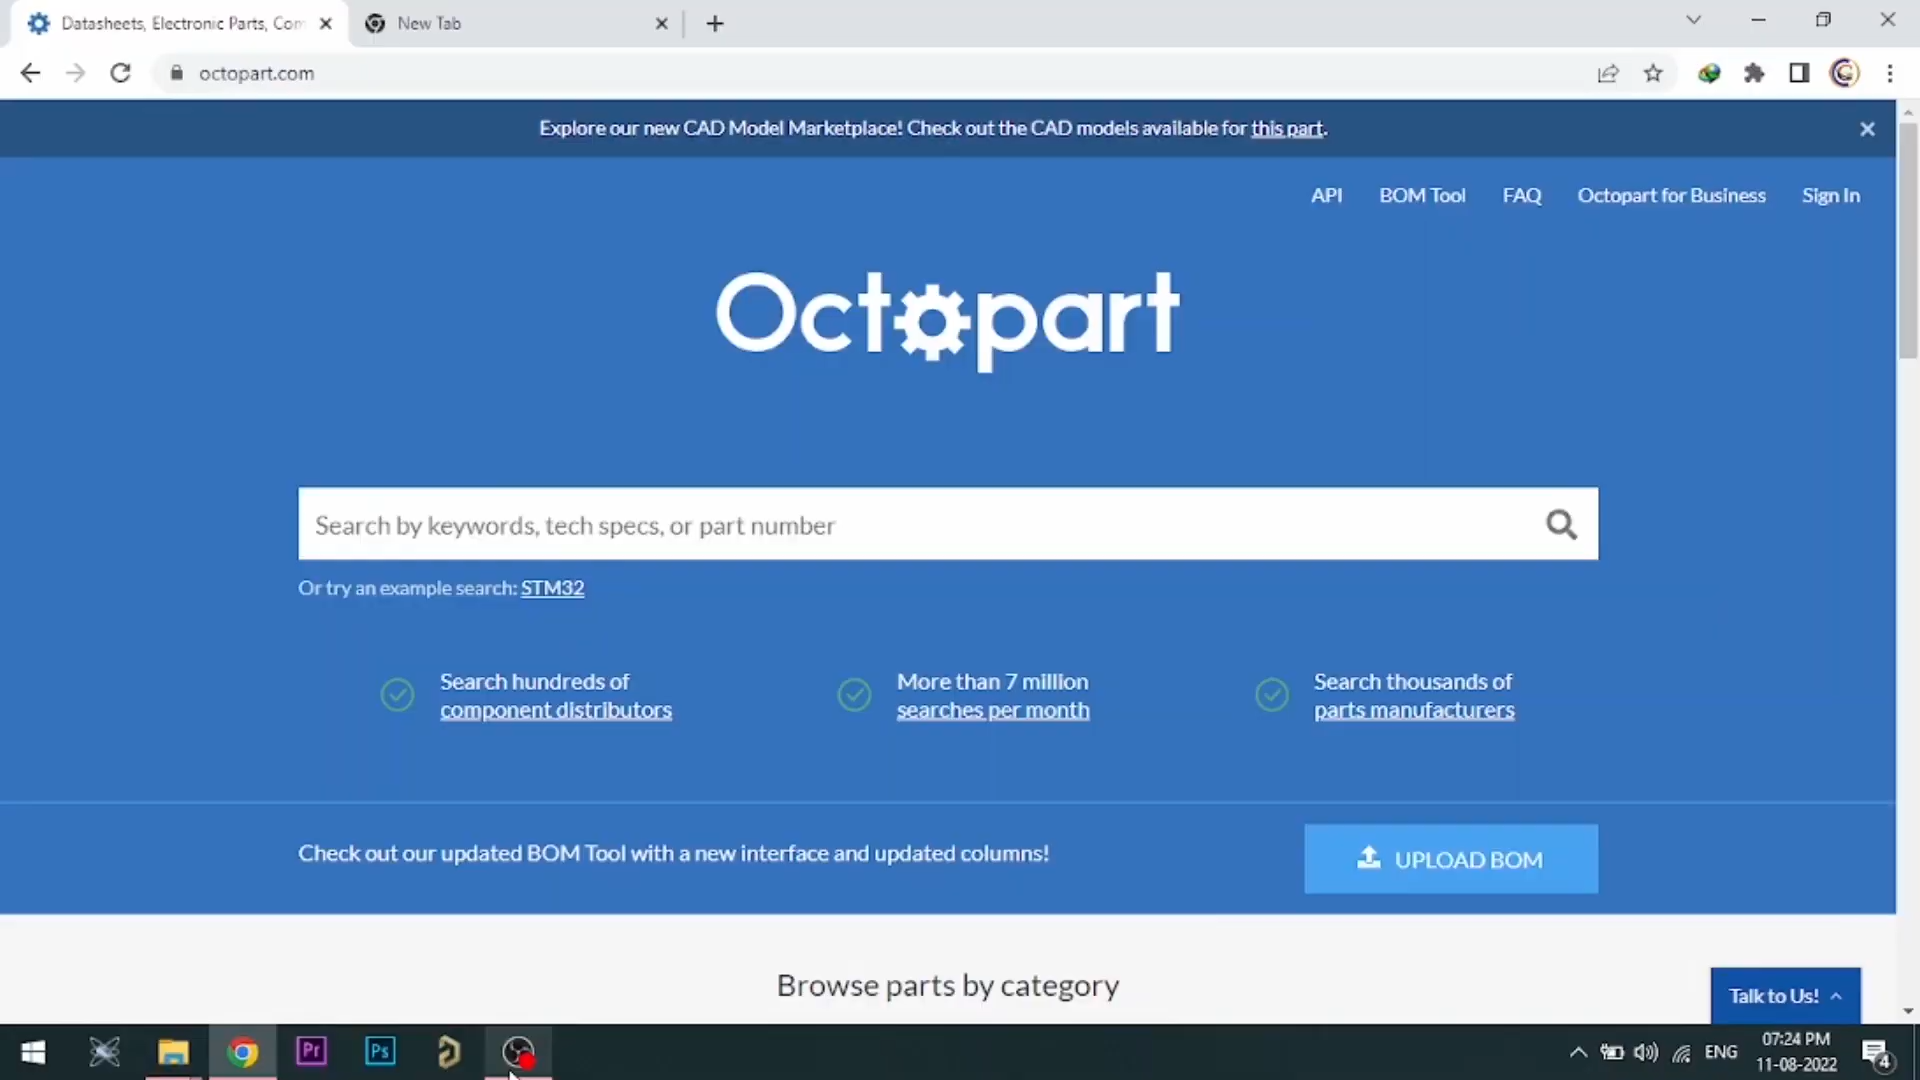 Datasheets, Electronic Parts, Com
New Tab
octopart.com
Explore our new CAD Model Marketplace! Check out the CAD models available for this part.
API BOM Tool FAQ Octopart for Business Sign In
Octopart
Search by keywords, tech specs, or part number
Or try an example search: STM32
Search hundreds of
component distributors
More than 7 million
searches per month
Search thousands of
parts manufacturers
Check out our updated BOM Tool with a new interface and updated columns!
UPLOAD BOM
Browse parts by category
Talk to Us!
Pr
Ps
ENG
07:24 PM
11-08-2022
4